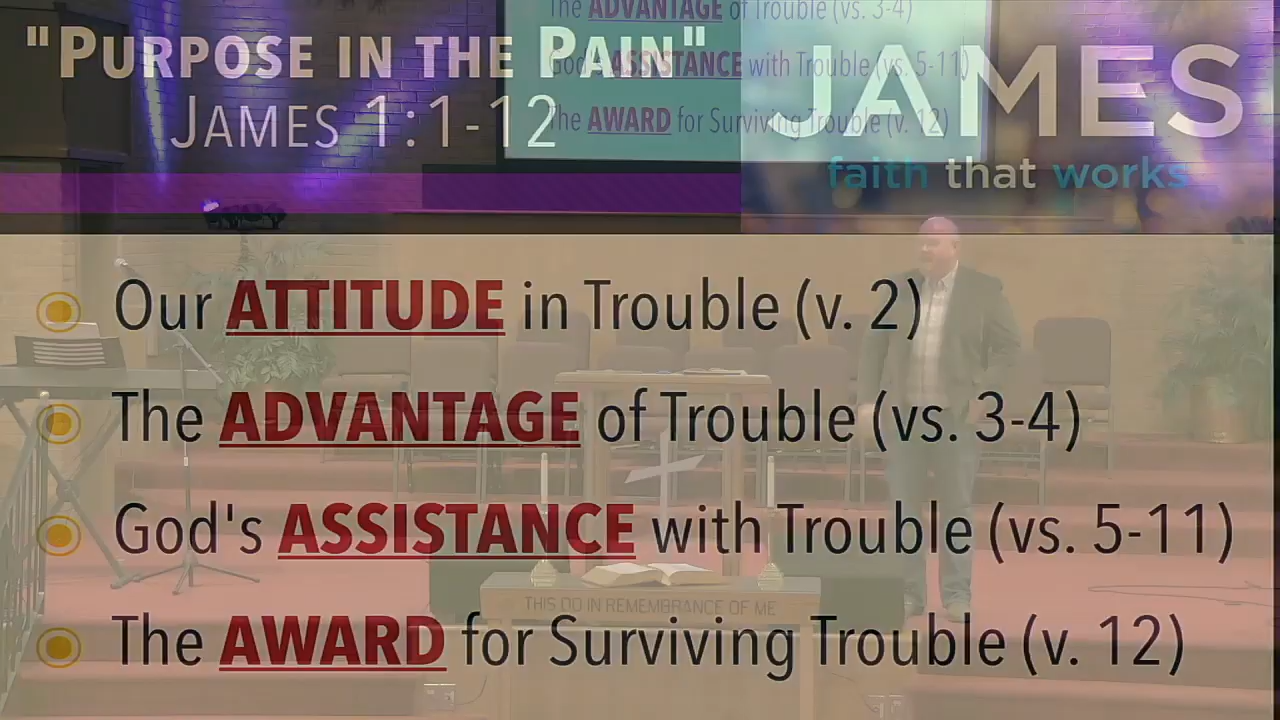 "PURPOSE IN THE PAIN"
JAMES 1:1-12
The ADVANTAGE of Trouble (vs. 3-4)
God's ASSISTANCE with Trouble (vs. 5-11)
The AWARD for Surviving Trouble (v. 12)
JAMES
faith that works
Our ATTITUDE in Trouble (v. 2)
The ADVANTAGE of Trouble (vs. 3-4)
God's ASSISTANCE with Trouble (vs. 5-11)
The AWARD for Surviving Trouble (v. 12)
THIS DO IN REMEMBRANCE OF ME